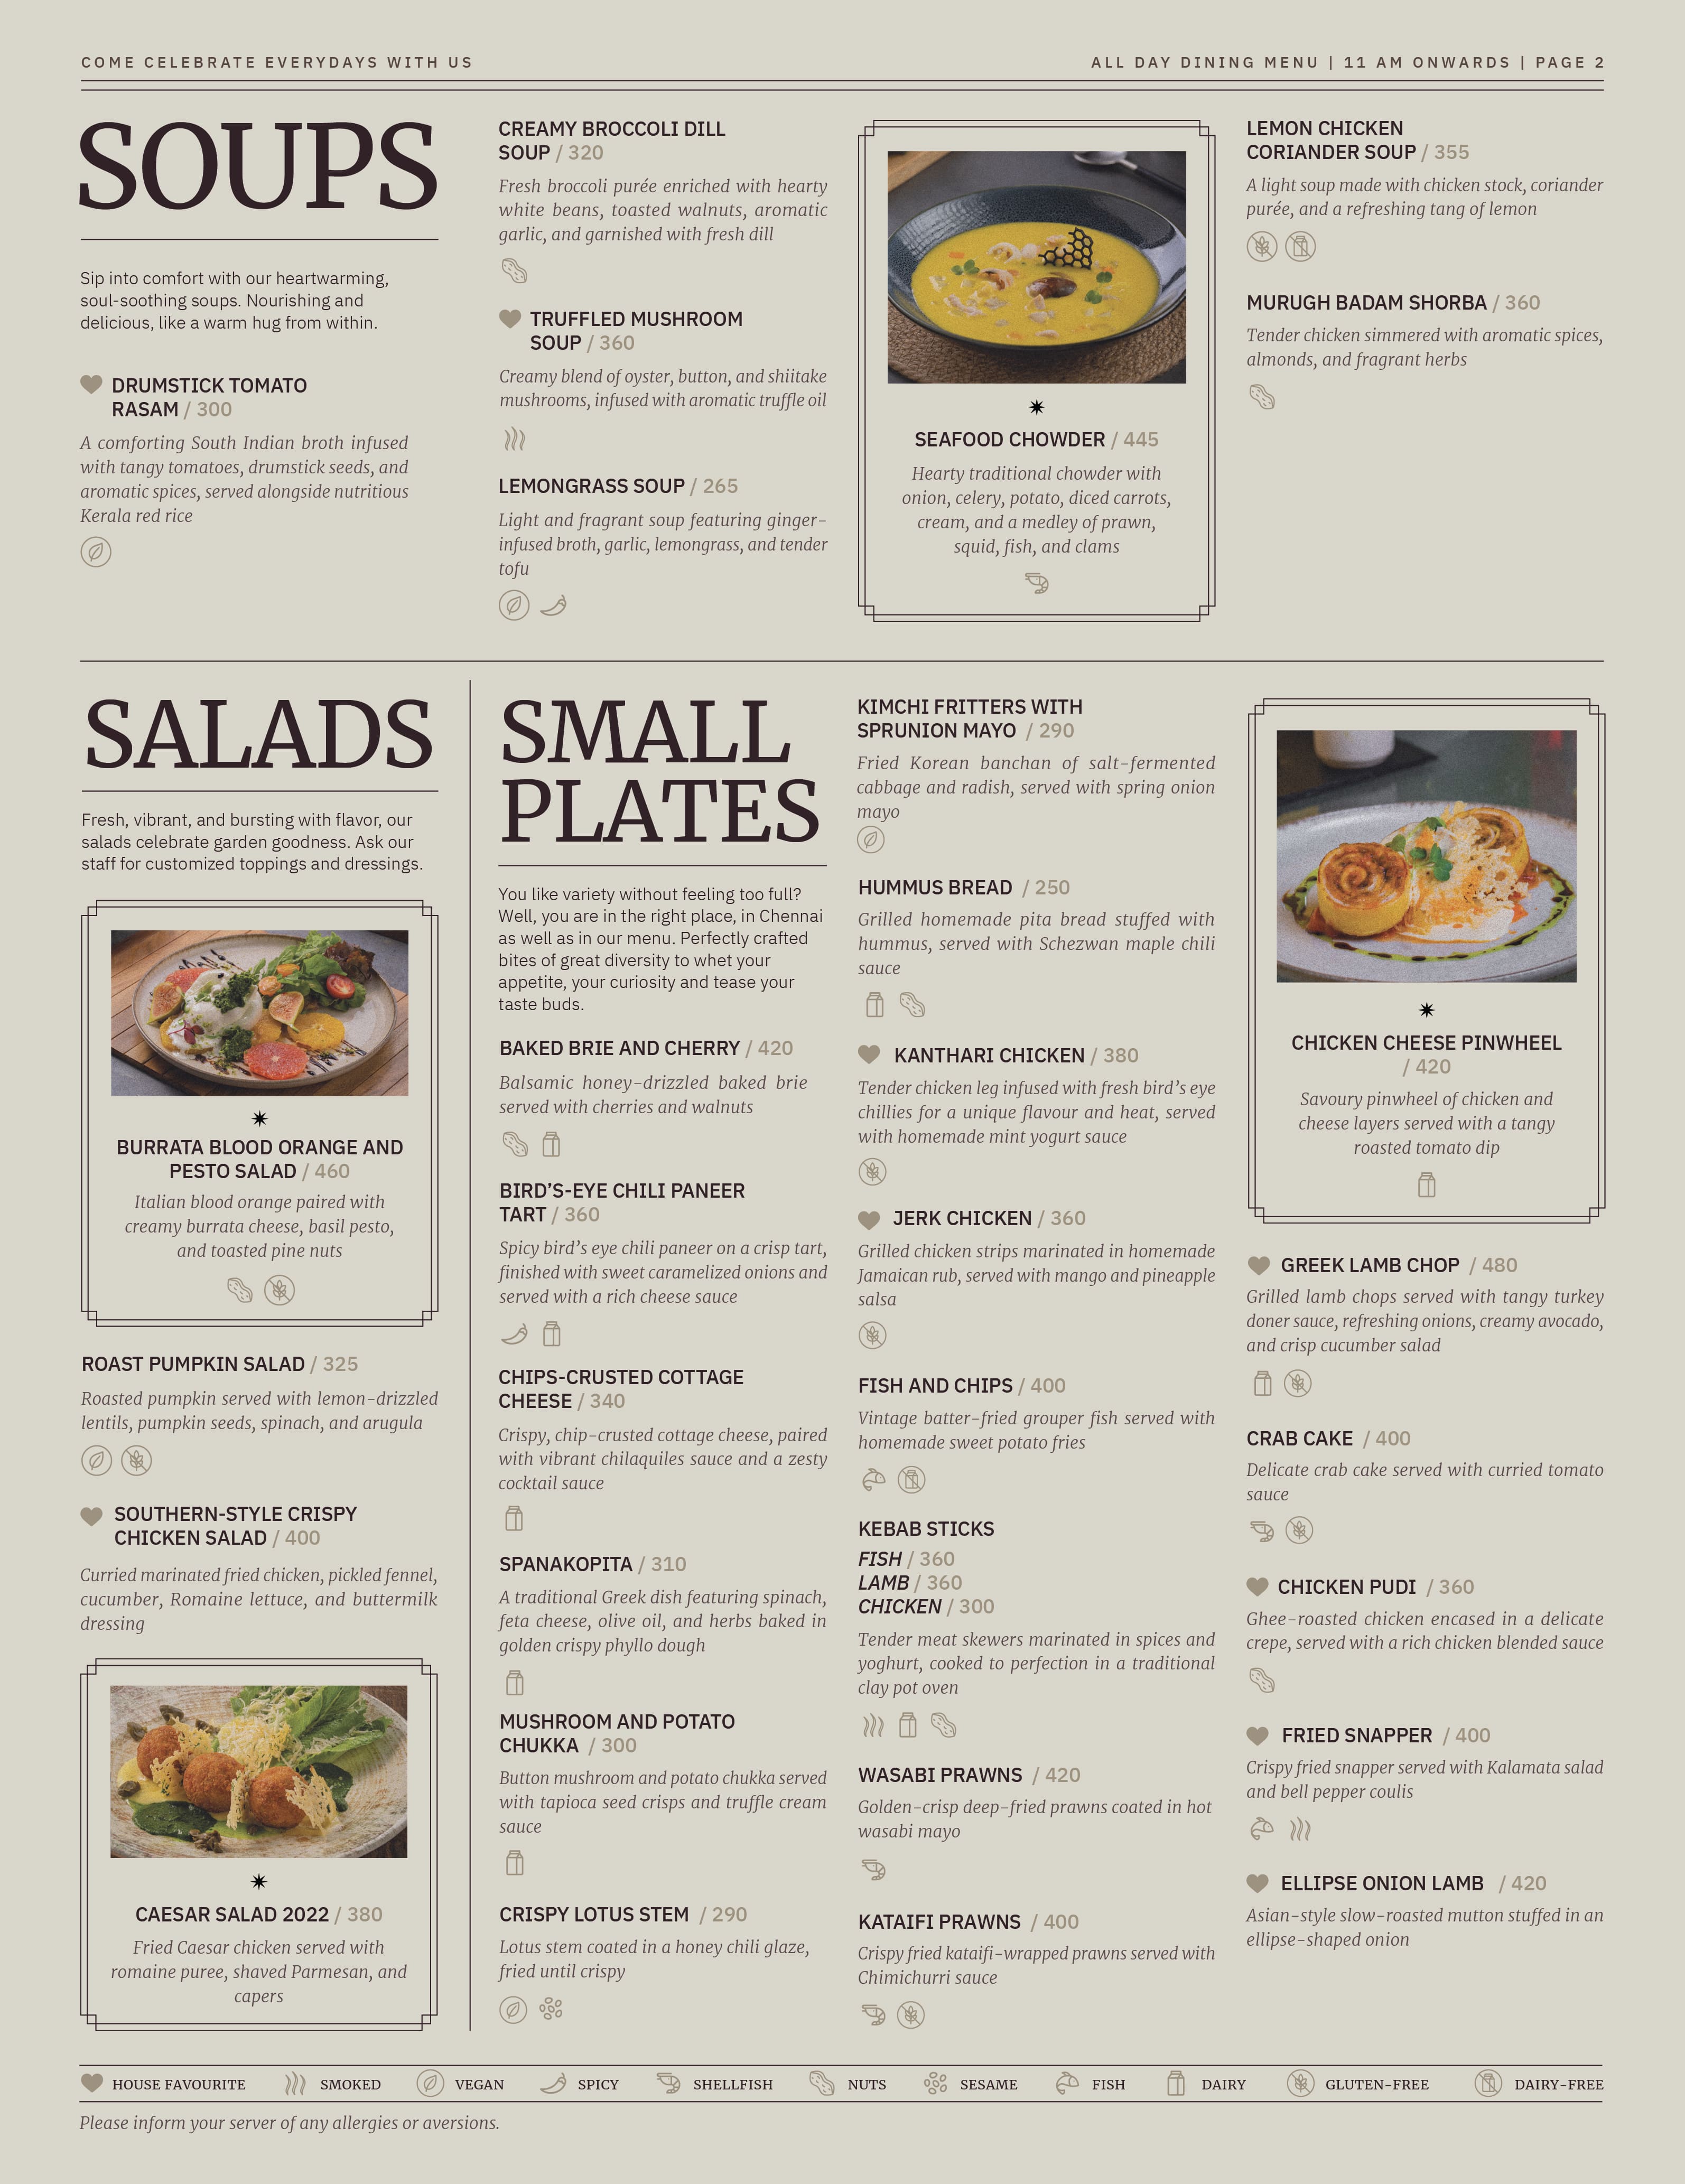 COME CELEBRATE EVERYDAYS WITH US
ALL DAY DINING MENU | 11 AM ONWARDS | PAGE 2
SOUPS
Sip into comfort with our heartwarming,
soul-soothing soups. Nourishing and
delicious, like a warm hug from within.
DRUMSTICK TOMATO
RASAM / 300
A comforting South Indian broth infused
with tangy tomatoes, drumstick seeds, and
aromatic spices, served alongside nutritious
Kerala red rice
CREAMY BROCCOLI DILL
SOUP / 320
Fresh broccoli purée enriched with hearty
white beans, toasted walnuts, aromatic
garlic, and garnished with fresh dill
TRUFFLED MUSHROOM
SOUP / 360
Creamy blend of oyster, button, and shiitake
mushrooms, infused with aromatic truffle oil
LEMONGRASS SOUP / 265
Light and fragrant soup featuring ginger-
infused broth, garlic, lemongrass, and tender
tofu
SEAFOOD CHOWDER / 445
Hearty traditional chowder with
onion, celery, potato, diced carrots,
cream, and a medley of prawn,
squid, fish, and clams
LEMON CHICKEN
CORIANDER SOUP / 355
A light soup made with chicken stock, coriander
purée, and a refreshing tang of lemon
MURUGH BADAM SHORBA / 360
Tender chicken simmered with aromatic spices,
almonds, and fragrant herbs
SALADS
Fresh, vibrant, and bursting with flavor, our
salads celebrate garden goodness. Ask our
staff for customized toppings and dressings.
BURRATA BLOOD ORANGE AND
PESTO SALAD / 460
Italian blood orange paired with
creamy burrata cheese, basil pesto,
and toasted pine nuts
ROAST PUMPKIN SALAD / 325
Roasted pumpkin served with lemon-drizzled
lentils, pumpkin seeds, spinach, and arugula
SOUTHERN-STYLE CRISPY
CHICKEN SALAD / 400
Curried marinated fried chicken, pickled fennel,
cucumber, Romaine lettuce, and buttermilk
dressing
CAESAR SALAD 2022 / 380
Fried Caesar chicken served with
romaine puree, shaved Parmesan, and
capers
SMALL
PLATES
You like variety without feeling too full?
Well, you are in the right place, in Chennai
as well as in our menu. Perfectly crafted
bites of great diversity to whet your
appetite, your curiosity and tease your
taste buds.
BAKED BRIE AND CHERRY / 420
Balsamic honey-drizzled baked brie
served with cherries and walnuts
BIRD'S-EYE CHILI PANEER
TART / 360
Spicy bird's eye chili paneer on a crisp tart,
finished with sweet caramelized onions and
served with a rich cheese sauce
CHIPS-CRUSTED COTTAGE
CHEESE / 340
Crispy, chip-crusted cottage cheese, paired
with vibrant chilaquiles sauce and a zesty
cocktail sauce
SPANAKOPITA / 310
A traditional Greek dish featuring spinach,
feta cheese, olive oil, and herbs baked in
golden crispy phyllo dough
MUSHROOM AND POTATO
CHUKKA / 300
Button mushroom and potato chukka served
with tapioca seed crisps and truffle cream
sauce
CRISPY LOTUS STEM / 290
Lotus stem coated in a honey chili glaze,
fried until crispy
KIMCHI FRITTERS WITH
SPRUNION MAYO / 290
Fried Korean banchan of salt-fermented
cabbage and radish, served with spring onion
mayo
HUMMUS BREAD / 250
Grilled homemade pita bread stuffed with
hummus, served with Schezwan maple chili
sauce
KANTHARI CHICKEN / 380
Tender chicken leg infused with fresh bird's eye
chillies for a unique flavour and heat, served
with homemade mint yogurt sauce
JERK CHICKEN / 360
Grilled chicken strips marinated in homemade
Jamaican rub, served with mango and pineapple
salsa
FISH AND CHIPS / 400
Vintage batter-fried grouper fish served with
homemade sweet potato fries
KEBAB STICKS
FISH / 360
LAMB / 360
CHICKEN / 300
Tender meat skewers marinated in spices and
yoghurt, cooked to perfection in a traditional
clay pot oven
WASABI PRAWNS / 420
Golden-crisp deep-fried prawns coated in hot
wasabi mayo
KATAIFI PRAWNS / 400
Crispy fried kataifi-wrapped prawns served with
Chimichurri sauce
CHICKEN CHEESE PINWHEEL
/ 420
Savoury pinwheel of chicken and
cheese layers served with a tangy
roasted tomato dip
GREEK LAMB CHOP / 480
Grilled lamb chops served with tangy turkey
doner sauce, refreshing onions, creamy avocado,
and crisp cucumber salad
CRAB CAKE / 400
Delicate crab cake served with curried tomato
sauce
CHICKEN PUDI / 360
Ghee-roasted chicken encased in a delicate
crepe, served with a rich chicken blended sauce
FRIED SNAPPER / 400
Crispy fried snapper served with Kalamata salad
and bell pepper coulis
ELLIPSE ONION LAMB / 420
Asian-style slow-roasted mutton stuffed in an
ellipse-shaped onion
HOUSE FAVOURITE SMOKED VEGAN SPICY SHELLFISH NUTS SESAME FISH DAIRY GLUTEN-FREE DAIRY-FREE
Please inform your server of any allergies or aversions.